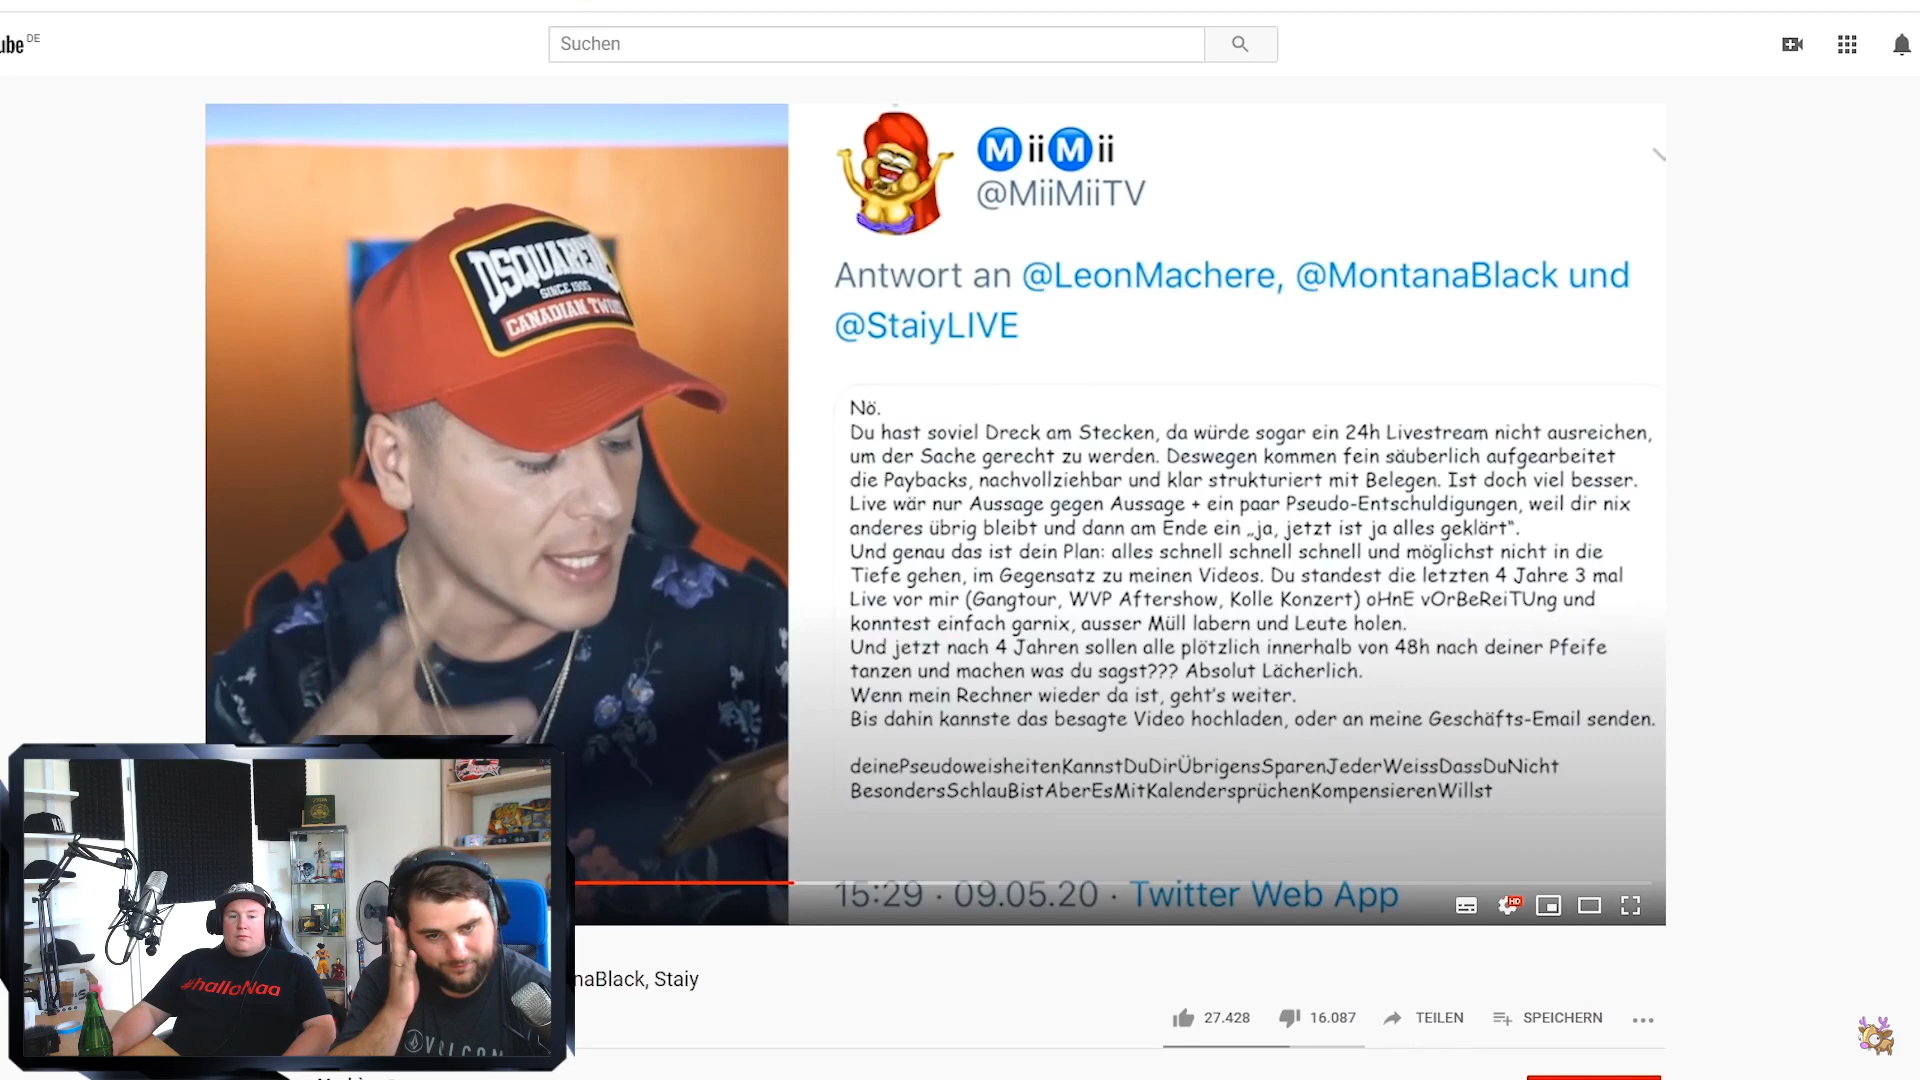 DE
Suchen
DSQUARED
SINCE 1995
CANADIAN TWINS
ⓂiiⓂii
@MiiMiiTV
Antwort an @LeonMachere, @MontanaBlack und
@StaiyLIVE
Nö.
Du hast soviel Dreck am Stecken, da würde sogar ein 24h Livestream nicht ausreichen,
um der Sache gerecht zu werden. Deswegen kommen fein säuberlich aufgearbeitet
die Paybacks, nachvollziehbar und klar strukturiert mit Belegen. Ist doch viel besser.
Live wär nur Aussage gegen Aussage + ein paar Pseudo-Entschuldigungen, weil dir nix
anderes übrig bleibt und dann am Ende ein „ja, jetzt ist ja alles geklärt".
Und genau das ist dein Plan: alles schnell schnell schnell und möglichst nicht in die
Tiefe gehen, im Gegensatz zu meinen Videos. Du standest die letzten 4 Jahre 3 mal
Live vor mir (Gangtour, WVP Aftershow, Kolle Konzert) oHnE vOrBeReiTUng und
konntest einfach garnix, ausser Müll labern und Leute holen.
Und jetzt nach 4 Jahren sollen alle plötzlich innerhalb von 48h nach deiner Pfeife
tanzen und machen was du sagst??? Absolut Lächerlich.
Wenn mein Rechner wieder da ist, geht's weiter.
Bis dahin kannste das besagte Video hochladen, oder an meine Geschäfts-Email senden.
deinePseudoweisheitenKannstDuDirÜbrigensSparenJederWeissDassDuNicht
BesondersSchlauBistAberEsMitKalendersprüchenKompensierenWillst
15:29 · 09.05.20 · Twitter Web App
HD
naBlack, Staiy
27.428 16.087 TEILEN SPEICHERN
#halloNaa
VOLCOM